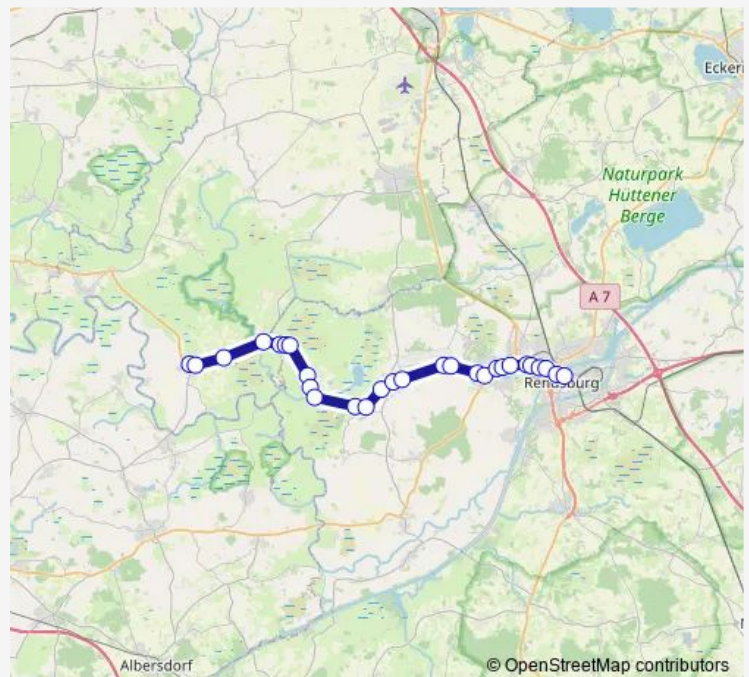 Eckern
Naturpark
Hüttener
Berge
A 7
Rendsburg
Albersdorf
© OpenStreetMap contributors